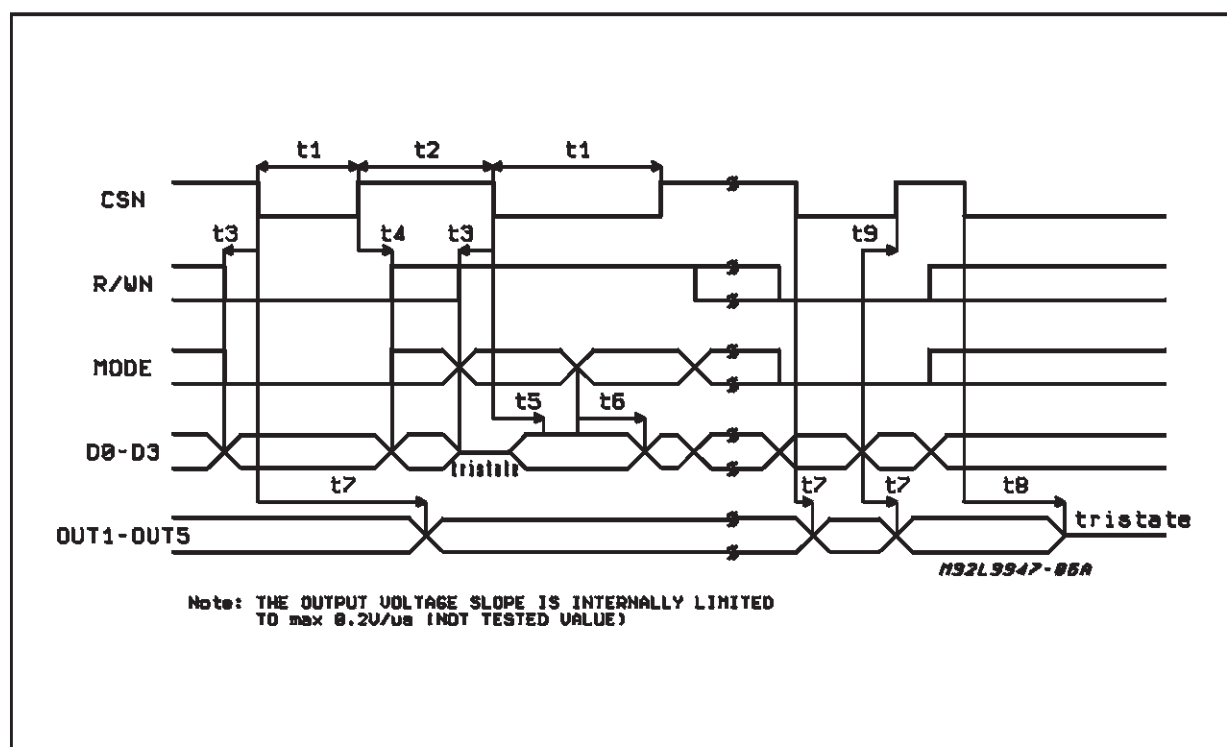 t1 t2 t1
CSN
t3 t4 t3 t9
R/WN
MODE
t5 t6
D0-D3
tristate
t7 t7 t7 t8
tristate
OUT1-OUT5
M92L9947-06A
Note: THE OUTPUT VOLTAGE SLOPE IS INTERNALLY LIMITED
TO max 0.2V/us (NOT TESTED VALUE)